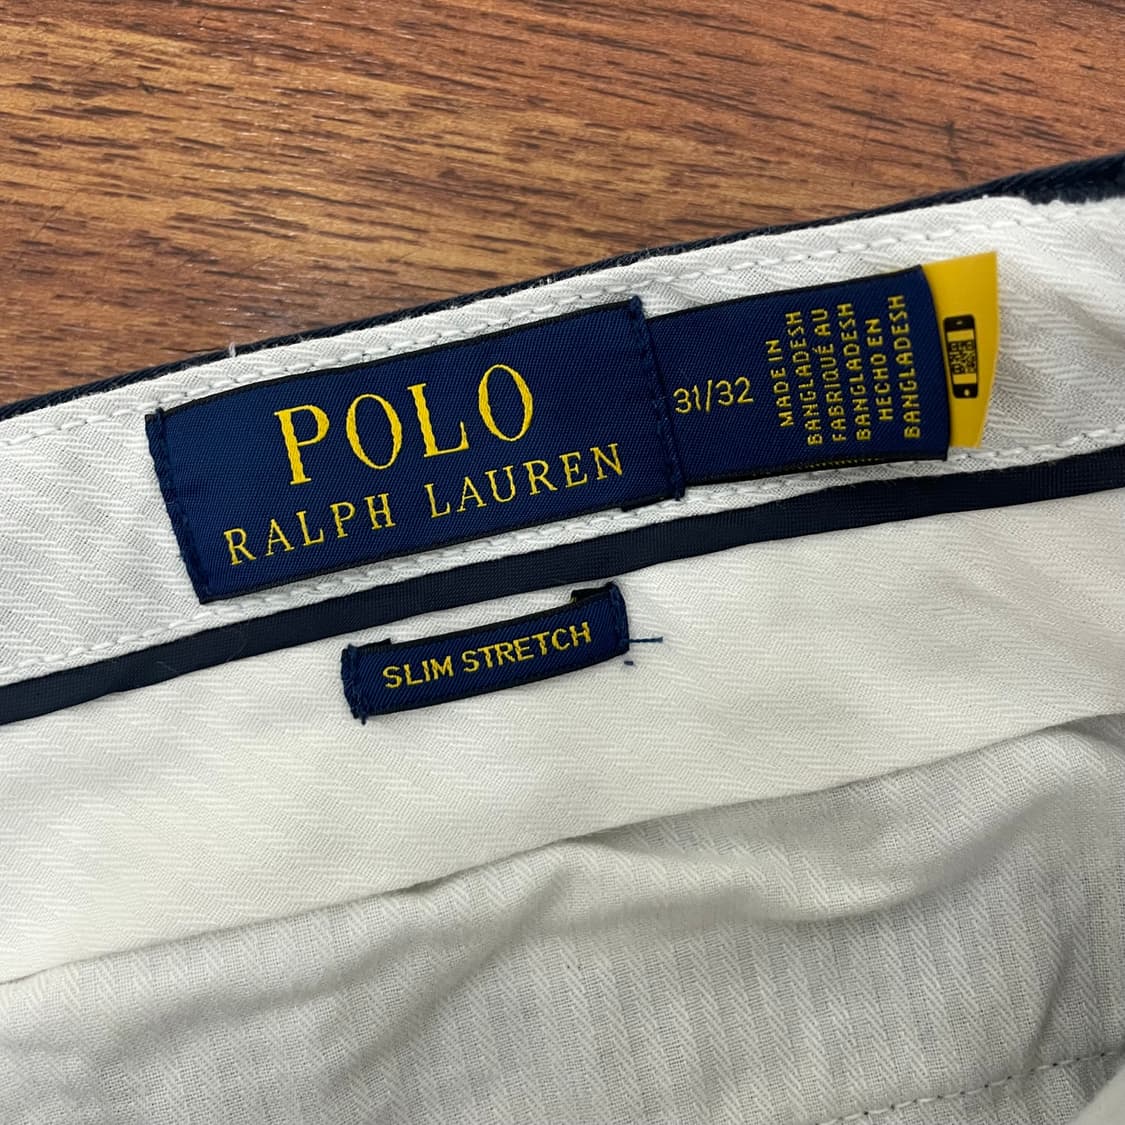 POLO
RALPH LAUREN
31/32
MADE IN
BANGLADESH
FABRIQUÉ AU
BANGLADESH
HECHO EN
BANGLADESH
SLIM STRETCH